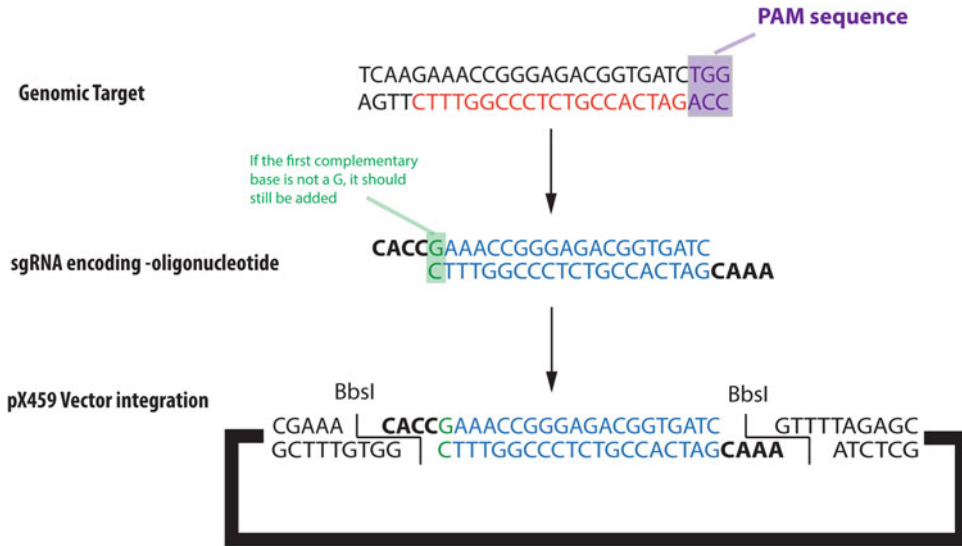 PAM sequence
Genomic Target
TCAAGAAACCGGGAGACGGTGATCTGG
AGTTCTTTGGCCCTCTGCCACTAGACC
If the first complementary
base is not a G, it should
still be added
sgRNA encoding -oligonucleotide
CACCGAAACCGGGAGACGGTGATC
CTTTGGCCCTCTGCCACTAGCAAA
pX459 Vector integration
BbsI
BbsI
CGAAA CACCGAAACCGGGAGACGGTGATC GTTTTAGAGC
GCTTTGTGG CTTTGGCCCTCTGCCACTAGCAAA ATCTCG